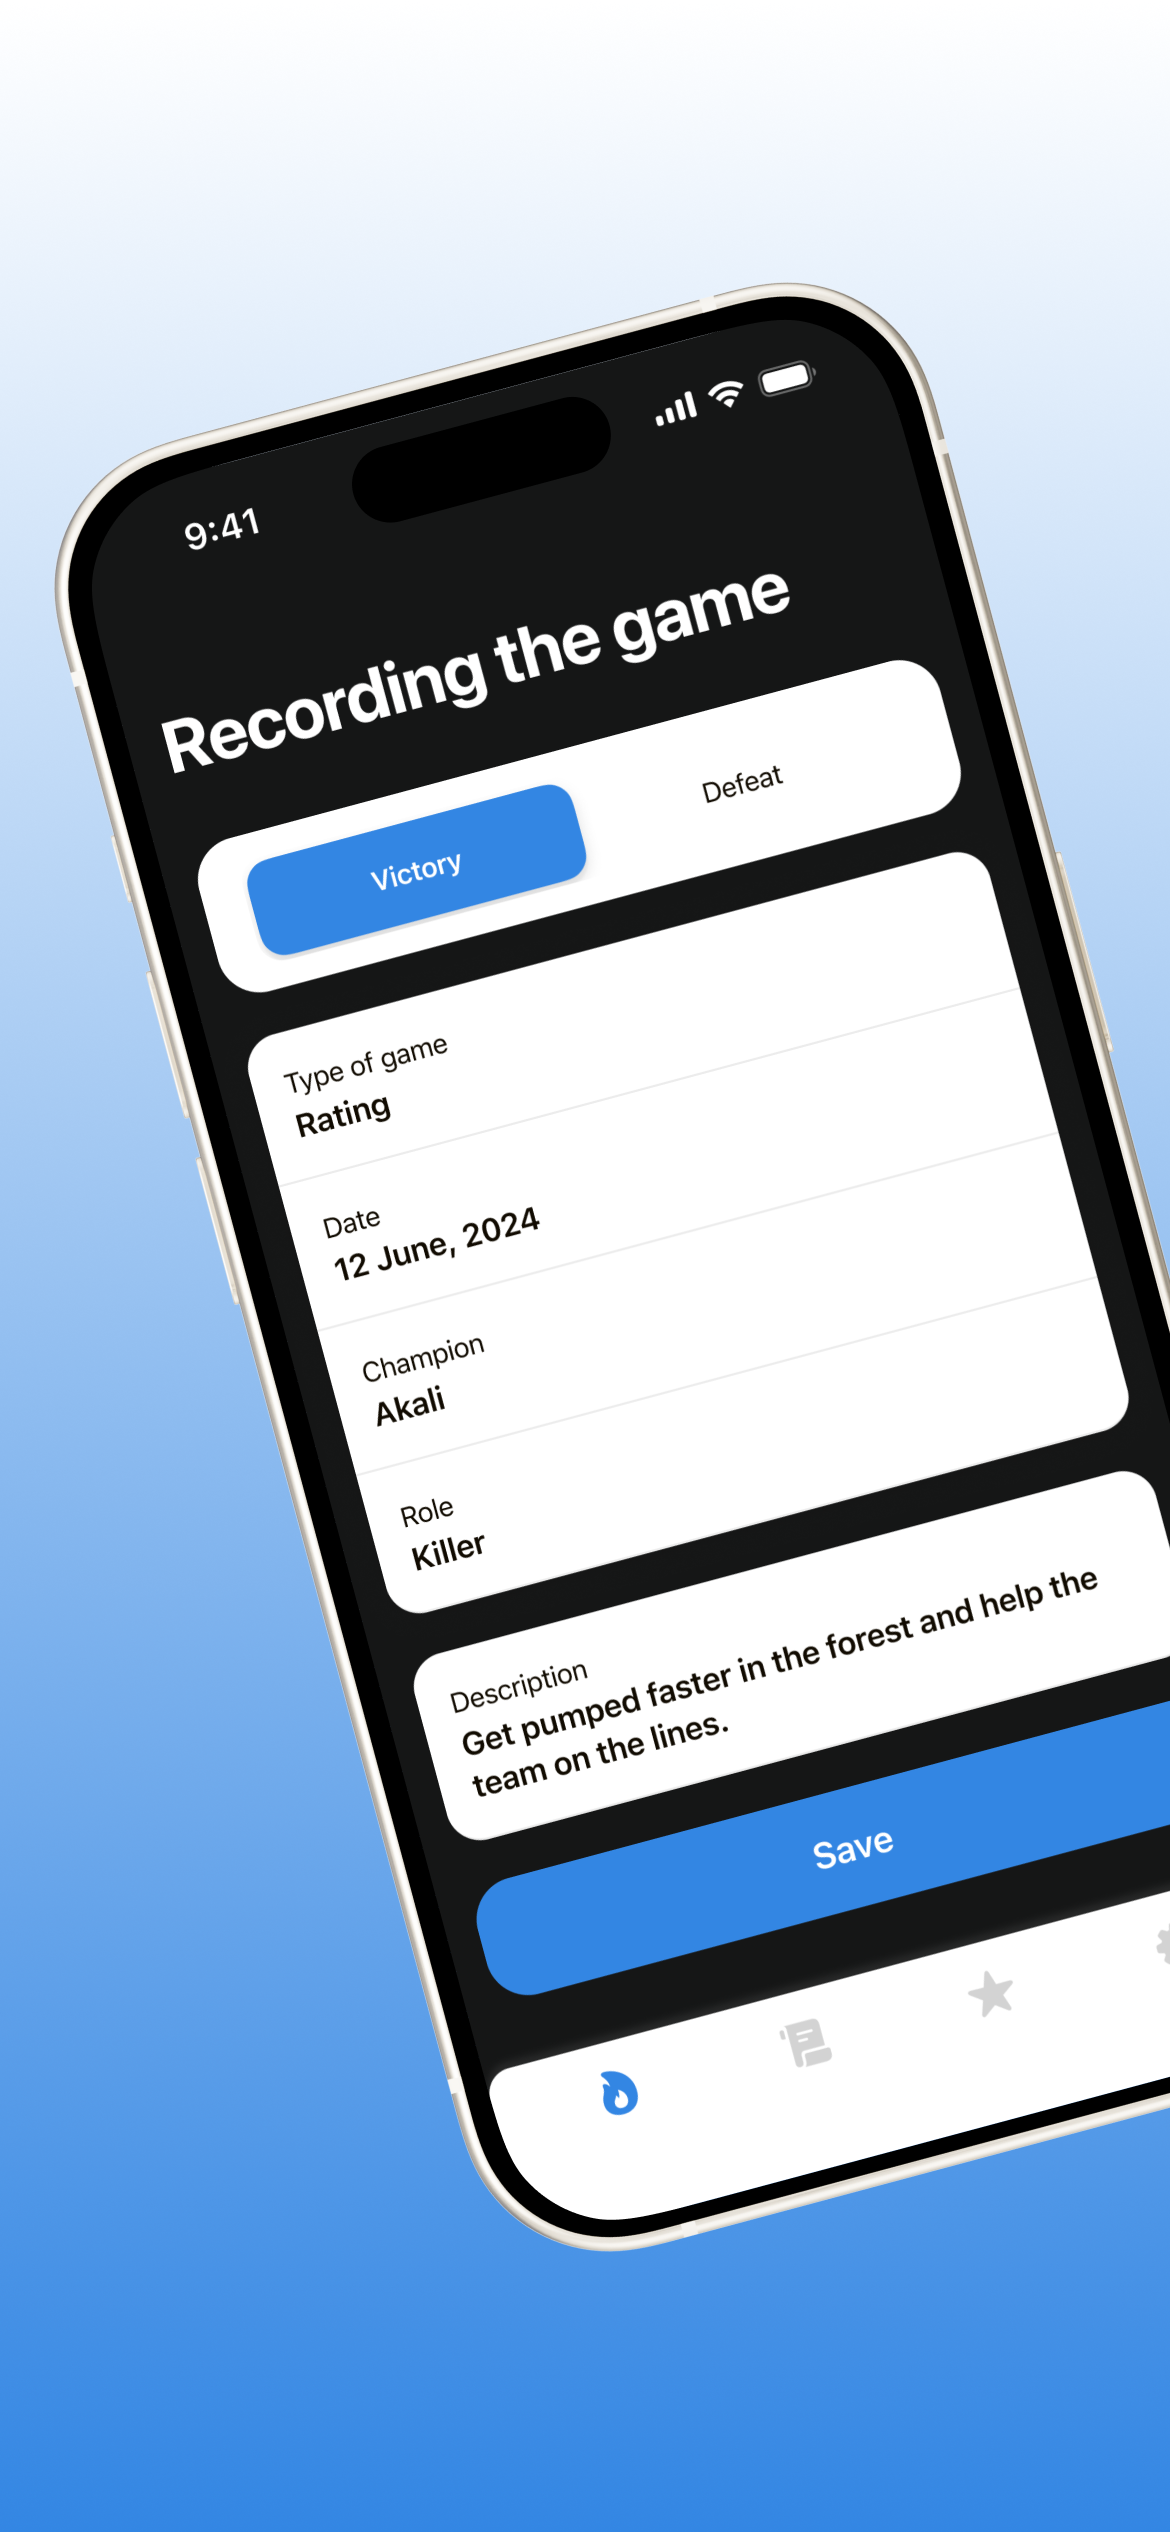 9:41
Recording the game
Victory
Defeat
Type of game
Rating
Date
12 June, 2024
Champion
Akali
Role
Killer
Description
Get pumped faster in the forest and help the
team on the lines.
Save